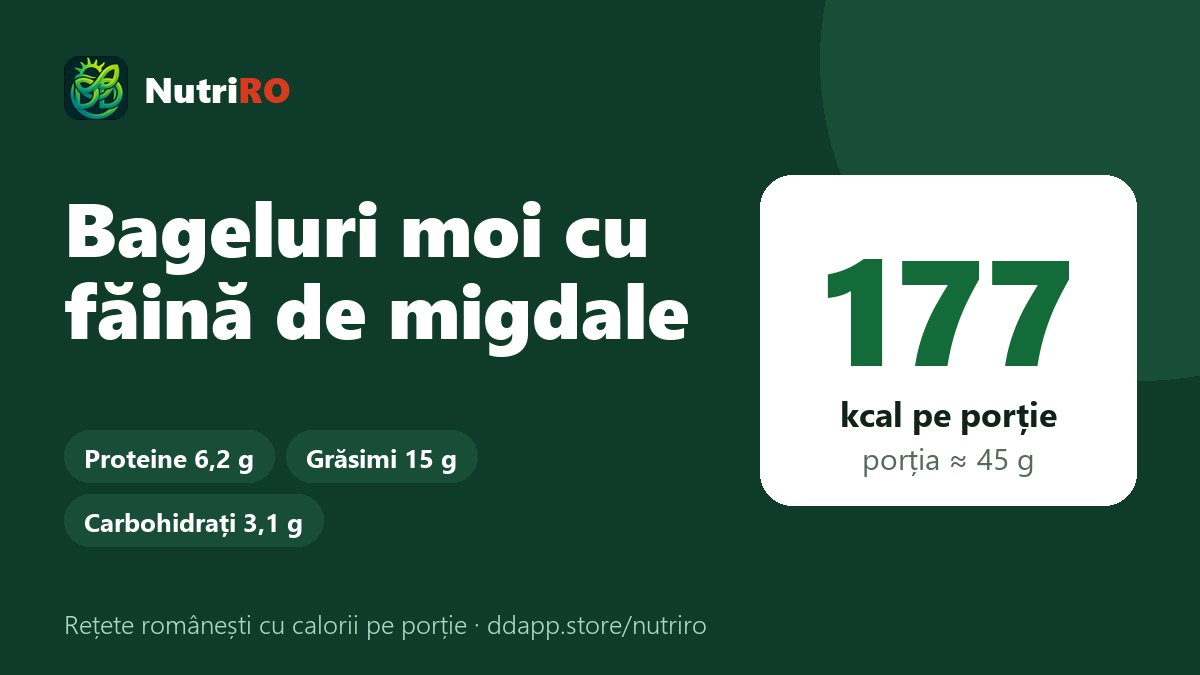 NutriRO
Bageluri moi cu
făină de migdale
177
kcal pe porție
porția ≈ 45 g
Proteine 6,2 g
Grăsimi 15 g
Carbohidrați 3,1 g
Rețete românești cu calorii pe porție · ddapp.store/nutriro